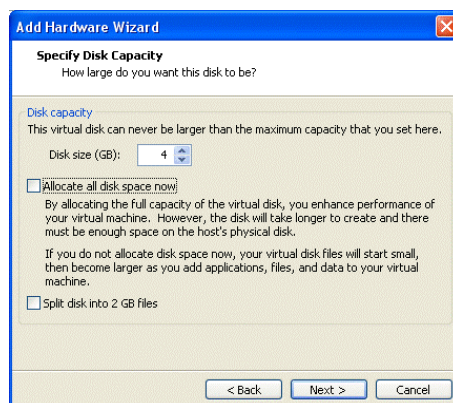 Add Hardware Wizard
Specify Disk Capacity
How large do you want this disk to be?
Disk capacity
This virtual disk can never be larger than the maximum capacity that you set here.
Disk size (GB): 4
Allocate all disk space now
By allocating the full capacity of the virtual disk, you enhance performance of
your virtual machine. However, the disk will take longer to create and there
must be enough space on the host's physical disk.
If you do not allocate disk space now, your virtual disk files will start small,
then become larger as you add applications, files, and data to your virtual
machine.
Split disk into 2 GB files
< Back Next > Cancel